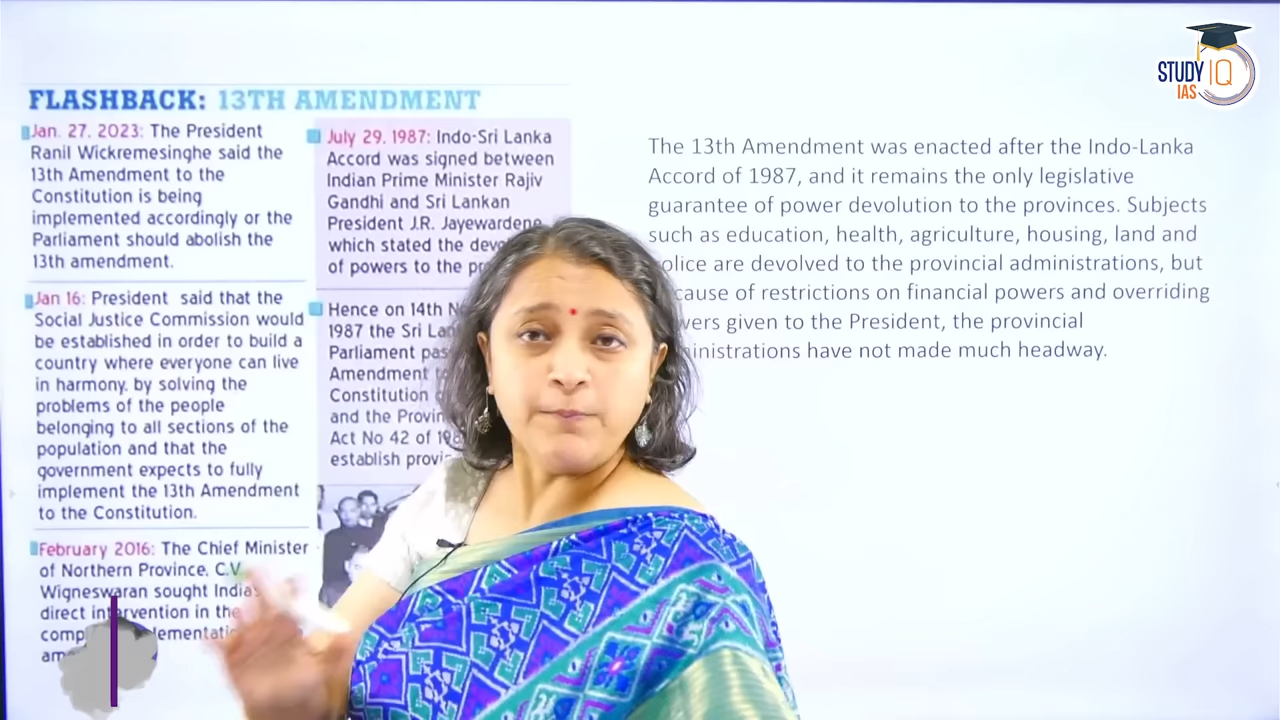 STUDY IQ
IAS
FLASHBACK: 13TH AMENDMENT
Jan. 27. 2023: The President
Ranil Wickremesinghe said the
13th Amendment to the
Constitution is being
implemented accordingly or the
Parliament should abolish the
13th amendment.
Jan 16: President said that the
Social Justice Commission would
be established in order to build a
country where everyone can live
in harmony. by solving the
problems of the people
belonging to all sections of the
population and that the
government expects to fully
implement the 13th Amendment
to the Constitution.
February 2016: The Chief Minister
of Northern Province, C.V.
Wigneswaran sought
direct intervention in the
July 29. 1987: Indo-Sri Lanka
Accord was signed between
Indian Prime Minister Rajiv
Gandhi and Sri Lankan
President J.R. Jayewardene
which stated the
of powers to the
Hence on 14th
1987 the Sri
Parliament
Amendment
Constitution
and the
Act No 42 of
establish
The 13th Amendment was enacted after the Indo-Lanka
Accord of 1987, and it remains the only legislative
guarantee of power devolution to the provinces. Subjects
such as education, health, agriculture, housing, land and
are devolved to the provincial administrations, but
of restrictions on financial powers and overriding
given to the President, the provincial
have not made much headway.